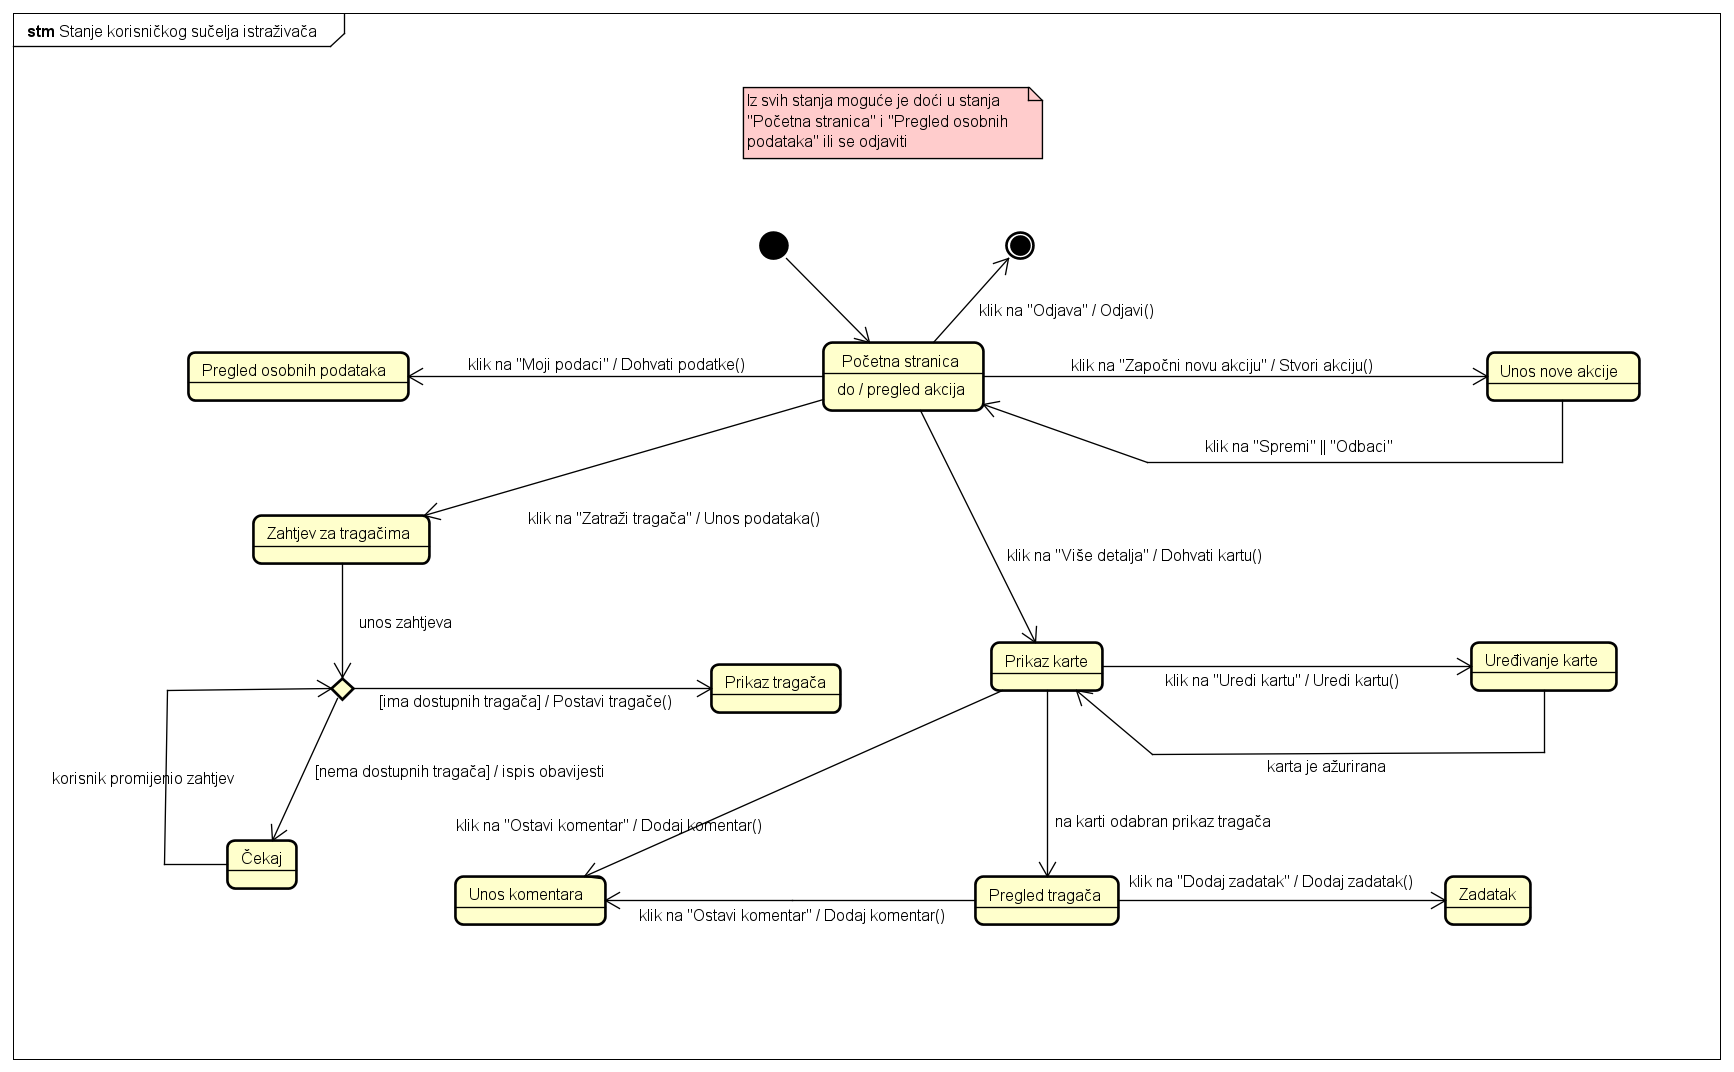 stm Stanje korisničkog sučelja istraživača
Iz svih stanja moguće je doći u stanja
"Početna stranica" i "Pregled osobnih
podataka" ili se odjaviti
klik na "Odjava" / Odjavi()
Pregled osobnih podataka
klik na "Moji podaci" / Dohvati podatke()
Početna stranica
do / pregled akcija
klik na "Započni novu akciju" / Stvori akciju()
Unos nove akcije
klik na "Spremi" || "Odbaci"
Zahtjev za tragačima
klik na "Zatraži tragača" / Unos podataka()
klik na "Više detalja" / Dohvati kartu()
unos zahtjeva
[ima dostupnih tragača] / Postavi tragače()
Prikaz tragača
Prikaz karte
klik na "Uredi kartu" / Uredi kartu()
Uređivanje karte
korisnik promijenio zahtjev
[nema dostupnih tragača] / ispis obavijesti
karta je ažurirana
klik na "Ostavi komentar" / Dodaj komentar()
na karti odabran prikaz tragača
Čekaj
Unos komentara
klik na "Ostavi komentar" / Dodaj komentar()
Pregled tragača
klik na "Dodaj zadatak" / Dodaj zadatak()
Zadatak